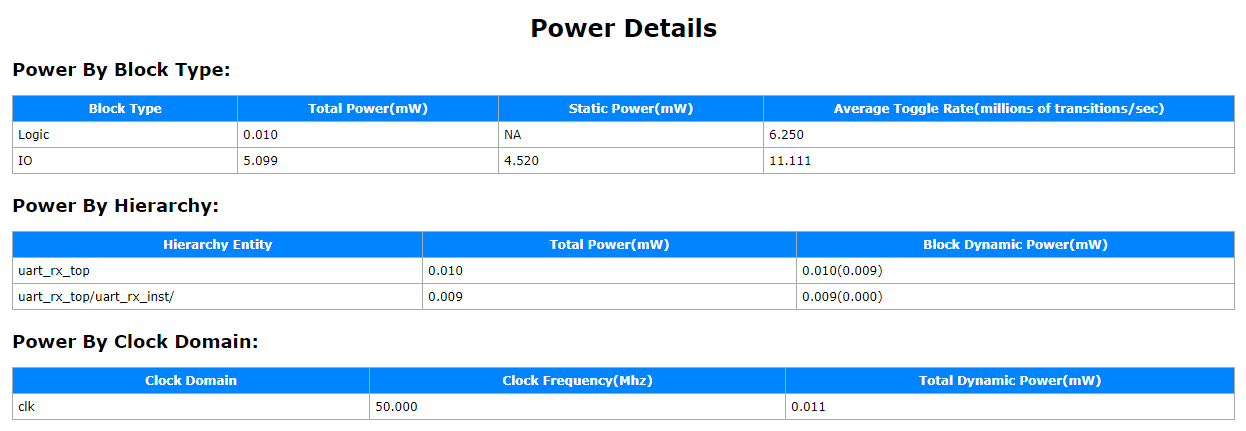 Power Details
Power By Block Type:
Block Type Total Power(mW) Static Power(mW) Average Toggle Rate(millions of transitions/sec)
Logic 0.010 NA 6.250
IO 5.099 4.520 11.111
Power By Hierarchy:
Hierarchy Entity Total Power(mW) Block Dynamic Power(mW)
uart_rx_top 0.010 0.010(0.009)
uart_rx_top/uart_rx_inst/ 0.009 0.009(0.000)
Power By Clock Domain:
Clock Domain Clock Frequency(Mhz) Total Dynamic Power(mW)
clk 50.000 0.011